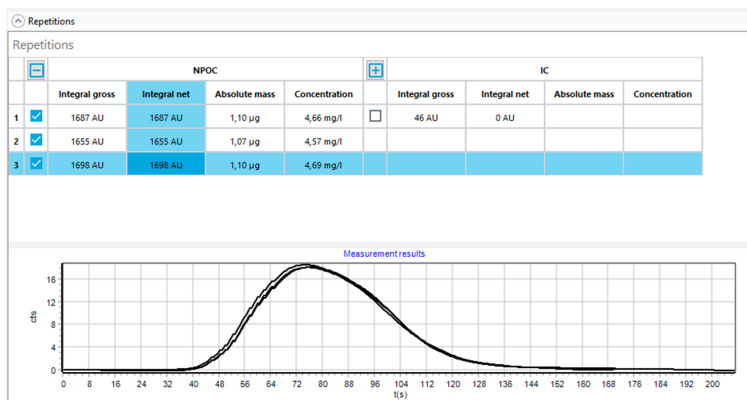 Repetitions
Repetitions
NPOC IC
Integral gross Integral net Absolute mass Concentration Integral gross Integral net Absolute mass Concentration
1 1687 AU 1687 AU 1,10 µg 4,66 mg/l 46 AU 0 AU
2 1655 AU 1655 AU 1,07 µg 4,57 mg/l
3 1698 AU 1698 AU 1,10 µg 4,69 mg/l
Measurement results
16
12
cts
8
4
0
0 8 16 24 32 40 48 56 64 72 80 88 96 104 112 120 128 136 144 152 160 168 176 184 192 200
t(s)